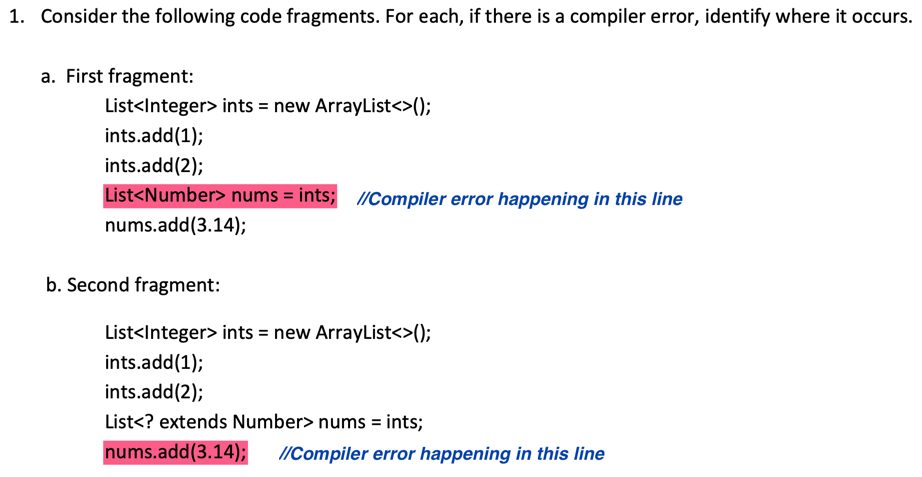 1. Consider the following code fragments. For each, if there is a compiler error, identify where it occurs.
a. First fragment:
List<Integer> ints = new ArrayList<>();
ints.add(1);
ints.add(2);
List<Number> nums = ints; //Compiler error happening in this line
nums.add(3.14);
b. Second fragment:
List<Integer> ints = new ArrayList<>();
ints.add(1);
ints.add(2);
List<? extends Number> nums = ints;
nums.add(3.14); //Compiler error happening in this line